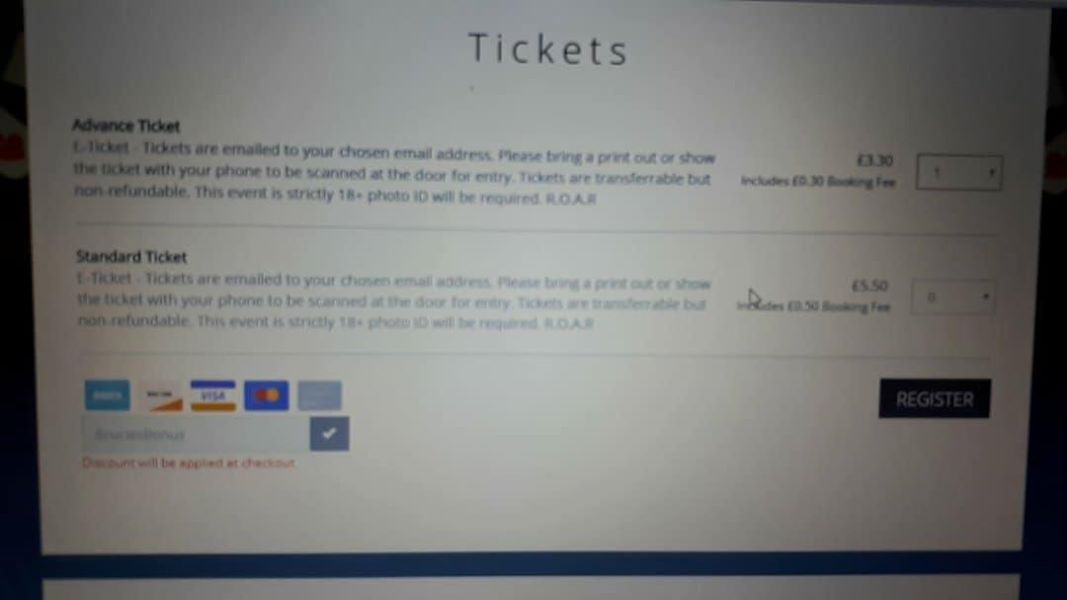 Tickets
Advance Ticket
E-Ticket - Tickets are emailed to your chosen email address. Please bring a print out or show
the ticket with your phone to be scanned at the door for entry. Tickets are transferrable but
non-refundable. This event is strictly 18+ photo ID will be required. R.O.A.R
£3.30
Includes £0.30 Booking Fee
1
Standard Ticket
E-Ticket - Tickets are emailed to your chosen email address. Please bring a print out or show
the ticket with your phone to be scanned at the door for entry. Tickets are transferrable but
non-refundable. This event is strictly 18+ photo ID will be required. R.O.A.R
£5.50
Includes £0.50 Booking Fee
0
VISA
REGISTER
BruciesBonus
Discount will be applied at checkout